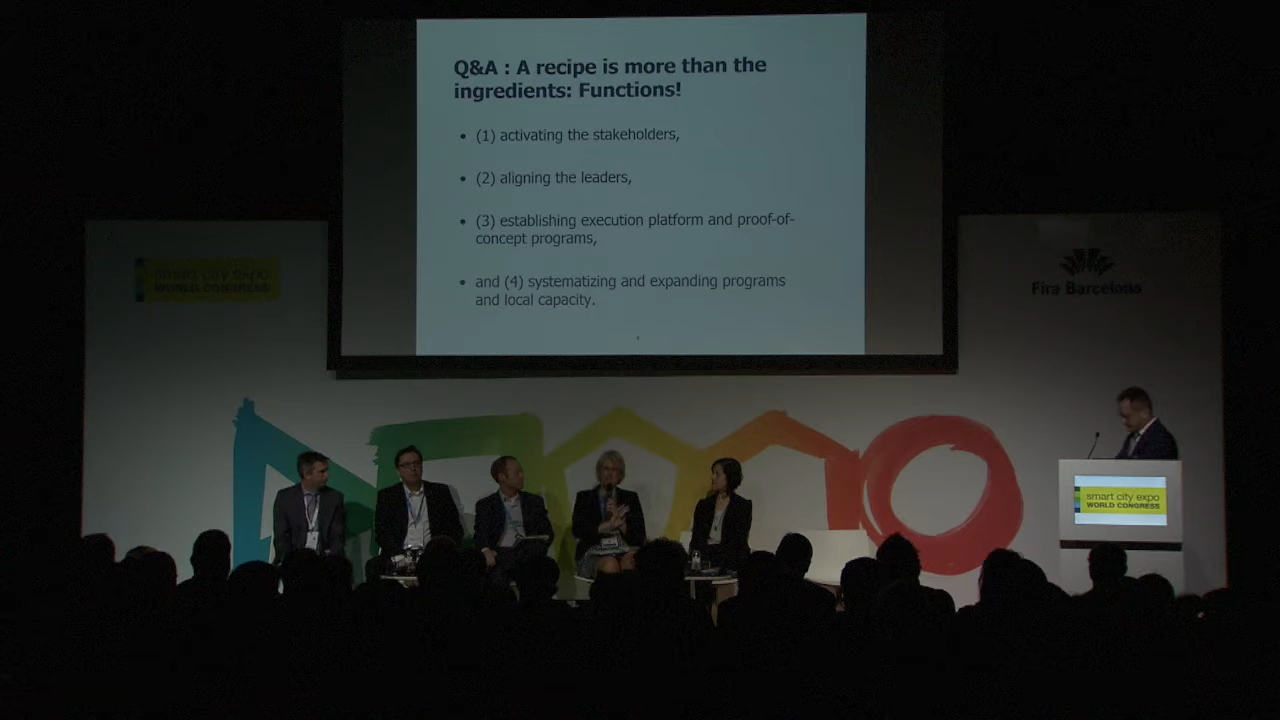 Q&A : A recipe is more than the
ingredients: Functions!
• (1) activating the stakeholders,
• (2) aligning the leaders,
• (3) establishing execution platform and proof-of-
concept programs,
• and (4) systematizing and expanding programs
and local capacity.
smart city expo
WORLD CONGRESS
Fira Barcelona
smart city expo
WORLD CONGRESS